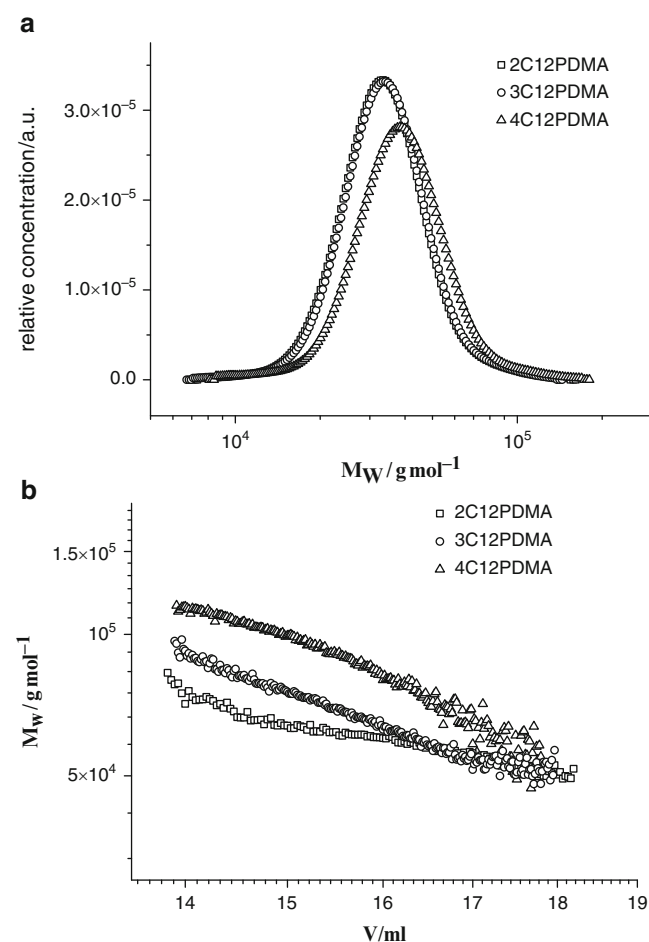 a
□ 2C12PDMA
○ 3C12PDMA
△ 4C12PDMA
relative concentration/a.u.
3.0×10⁻⁵
2.0×10⁻⁵
1.0×10⁻⁵
0.0
10⁴
10⁵
M_W / g mol⁻¹
b
□ 2C12PDMA
○ 3C12PDMA
△ 4C12PDMA
M_w / g mol⁻¹
1.5×10⁵
10⁵
5×10⁴
14 15 16 17 18 19
V/ml